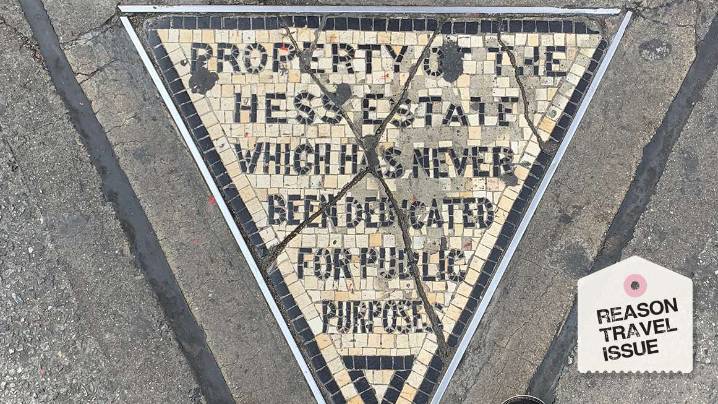 PROPERTY OF THE
HESS ESTATE
WHICH HAS NEVER
BEEN DEDICATED
FOR PUBLIC
PURPOSES
REASON
TRAVEL
ISSUE